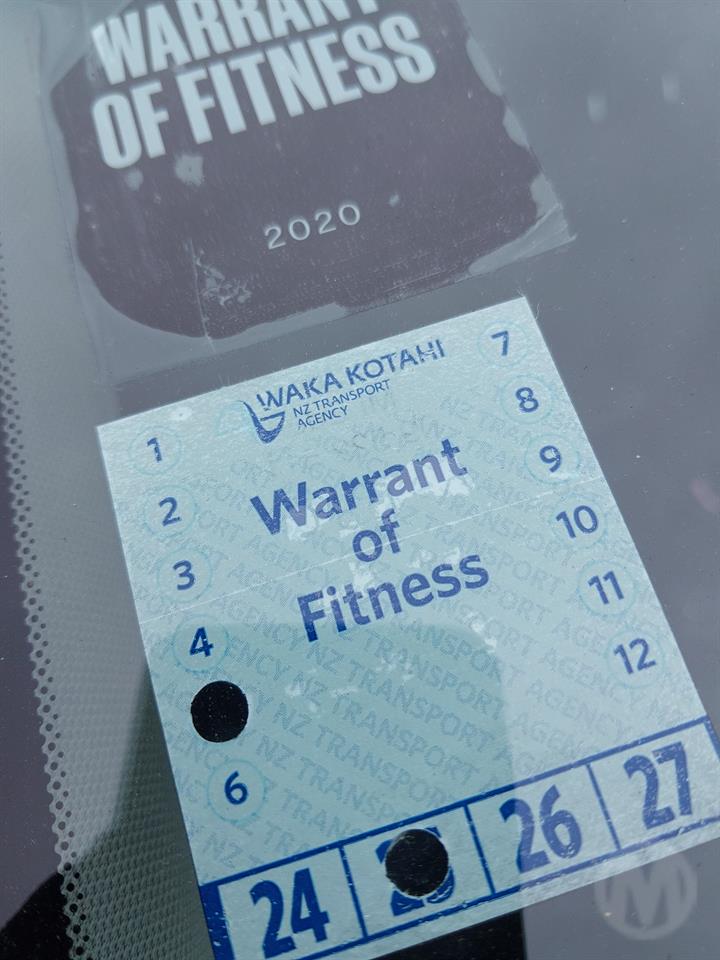 WARRANT
OF FITNESS
2020
WAKA KOTAHI
NZ TRANSPORT
AGENCY
Warrant
of
Fitness
1
2
3
4
6
7
8
9
10
11
12
24
26
27
M